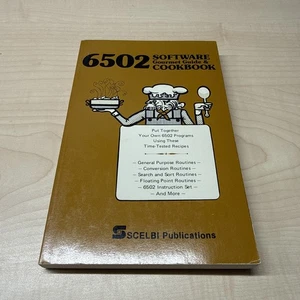 6502 SOFTWARE
Gourmet Guide &
COOKBOOK
Put Together
Your Own 6502 Programs
Using These
Time Tested Recipes
— General Purpose Routines —
— Conversion Routines —
— Search and Sort Routines —
— Floating Point Routines —
— 6502 Instruction Set —
— And More —
SCELBI Publications